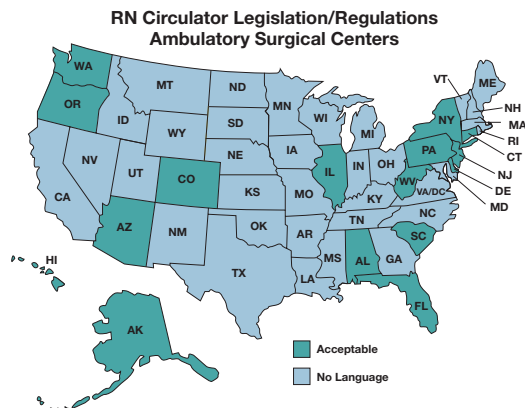 RN Circulator Legislation/Regulations
Ambulatory Surgical Centers
WA
MT
ND
MN
VT
ME
OR
ID
SD
WI
MI
NY
NH
MA
WY
RI
CT
NV
NE
IA
PA
NJ
UT
CO
IL
IN
OH
DE
CA
KS
MO
WV
VA/DC
MD
KY
AZ
NM
OK
AR
TN
NC
SC
HI
TX
LA
MS
AL
GA
FL
AK
Acceptable
No Language